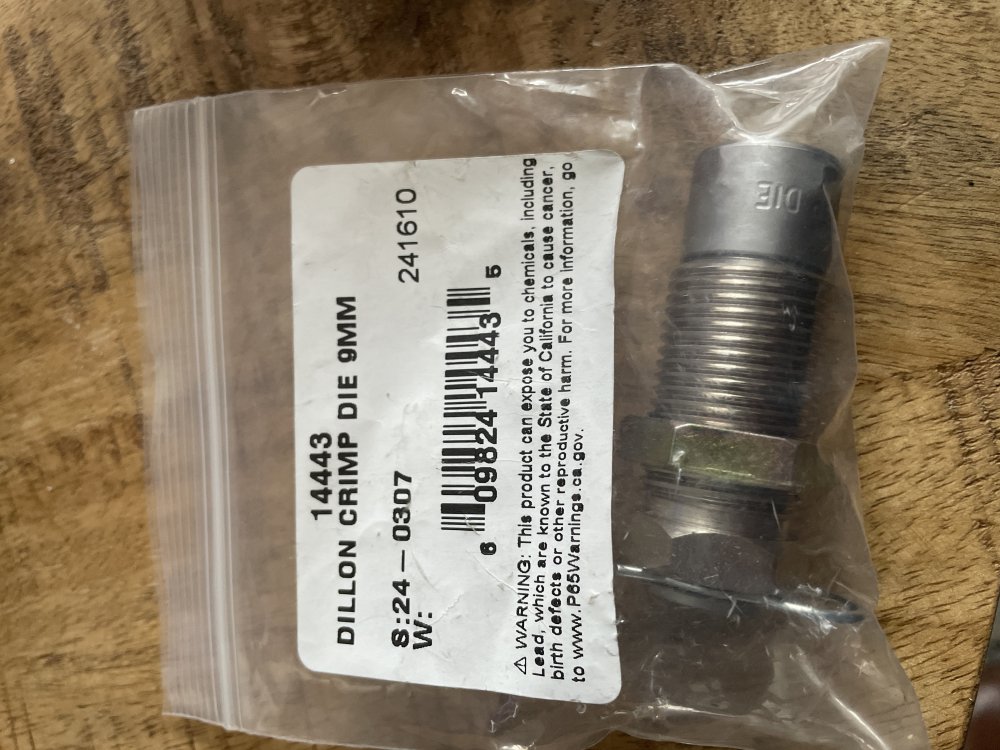 14443
DILLON CRIMP DIE 9MM
241610
S:24-0307
W:
6 09824 14443 5
⚠ WARNING: This product can expose you to chemicals, including
Lead, which are known to the State of California to cause cancer,
birth defects or other reproductive harm. For more information, go
to www.P65Warnings.ca.gov.
DIE